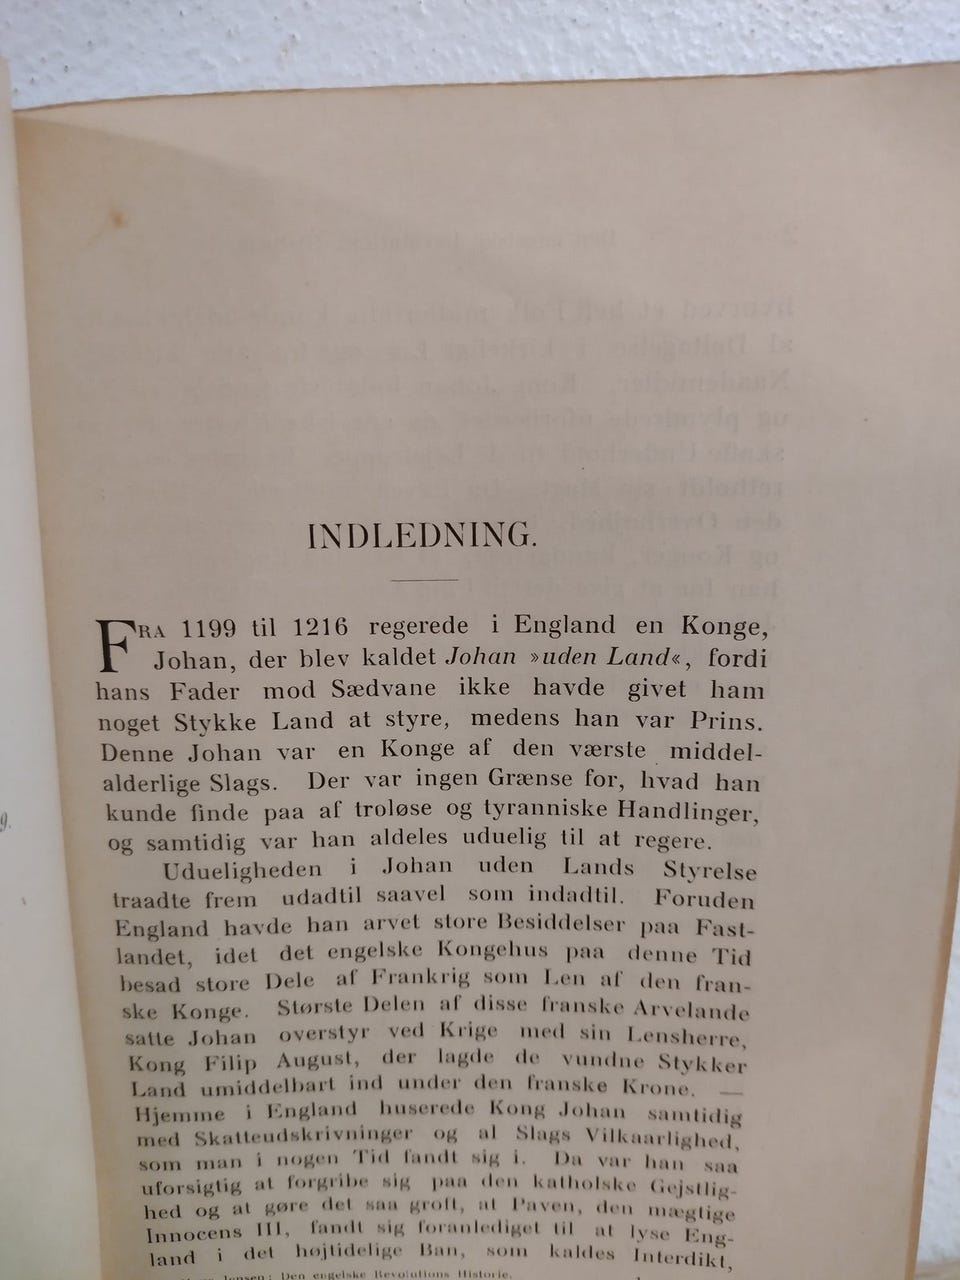 INDLEDNING.
FRA 1199 til 1216 regerede i England en Konge,
Johan, der blev kaldet Johan »uden Land«, fordi
hans Fader mod Sædvane ikke havde givet ham
noget Stykke Land at styre, medens han var Prins.
Denne Johan var en Konge af den værste middel-
alderlige Slags. Der var ingen Grænse for, hvad han
kunde finde paa af troløse og tyranniske Handlinger,
og samtidig var han aldeles uduelig til at regere.
Udueligheden i Johan uden Lands Styrelse
traadte frem udadtil saavel som indadtil. Foruden
England havde han arvet store Besiddelser paa Fast-
landet, idet det engelske Kongehus paa denne Tid
besad store Dele af Frankrig som Len af den fran-
ske Konge. Største Delen af disse franske Arvelande
satte Johan overstyr ved Krige med sin Lensherre,
Kong Filip August, der lagde de vundne Stykker
Land umiddelbart ind under den franske Krone. —
Hjemme i England huserede Kong Johan samtidig
med Skatteudskrivninger og al Slags Vilkaarlighed,
som man i nogen Tid fandt sig i. Da var han saa
uforsigtig at forgribe sig paa den katholske Gejstlig-
hed og at gøre det saa groft, at Paven, den mægtige
Innocens III, fandt sig foranlediget til at lyse Eng-
land i det højtidelige Ban, som kaldes Interdikt,
Jensen: Den engelske Revolutions Historie.
9.